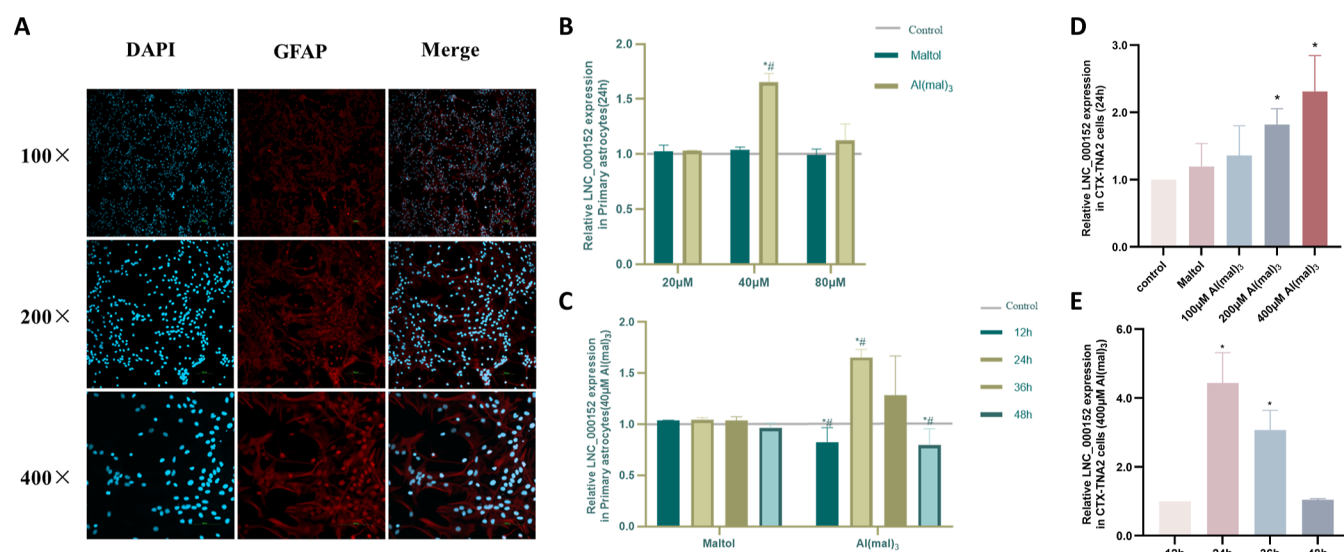 A
DAPI
GFAP
Merge
100×
200×
400×
B
Relative LNC_000152 expression
in Primary astrocytes(24h)
2.0
1.5
1.0
0.5
0.0
20μM
40μM
80μM
*#
Control
Maltol
Al(mal)₃
C
Relative LNC_000152 expression
in Primary astrocytes(40μM Al(mal)₃)
2.0
1.5
1.0
0.5
0.0
Maltol
Al(mal)₃
*#
*#
*#
Control
12h
24h
36h
48h
D
Relative LNC_000152 expression
in CTX-TNA2 cells (24h)
3.0
2.0
1.0
0.0
*
*
control
Maltol
100μM Al(mal)₃
200μM Al(mal)₃
400μM Al(mal)₃
E
Relative LNC_000152 expression
in CTX-TNA2 cells (400μM Al(mal)₃)
6.0
4.0
2.0
0.0
*
*
12h
24h
36h
48h